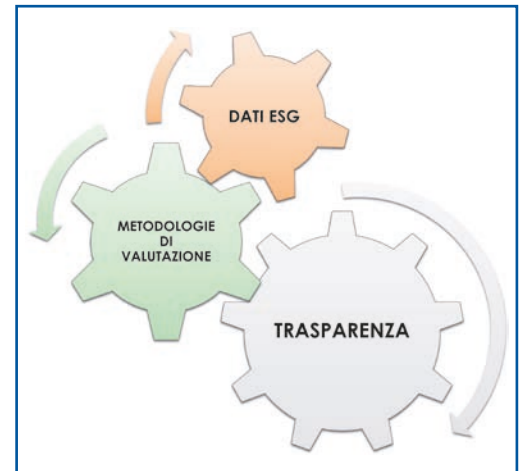 DATI ESG
METODOLOGIE
DI
VALUTAZIONE
TRASPARENZA